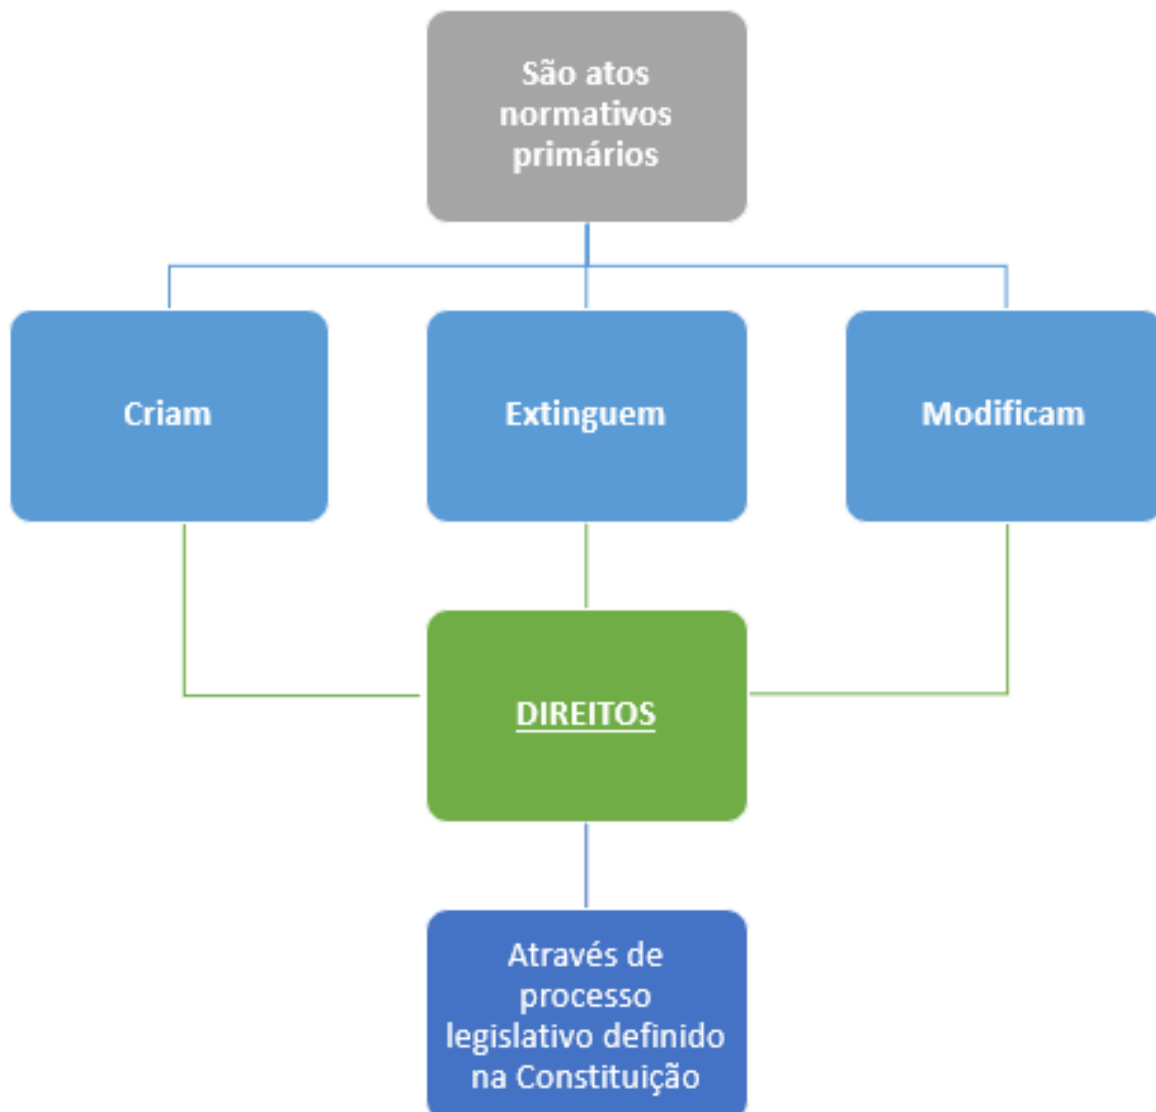 São atos
normativos
primários
Criam
Extinguem
Modificam
DIREITOS
Através de
processo
legislativo definido
na Constituição